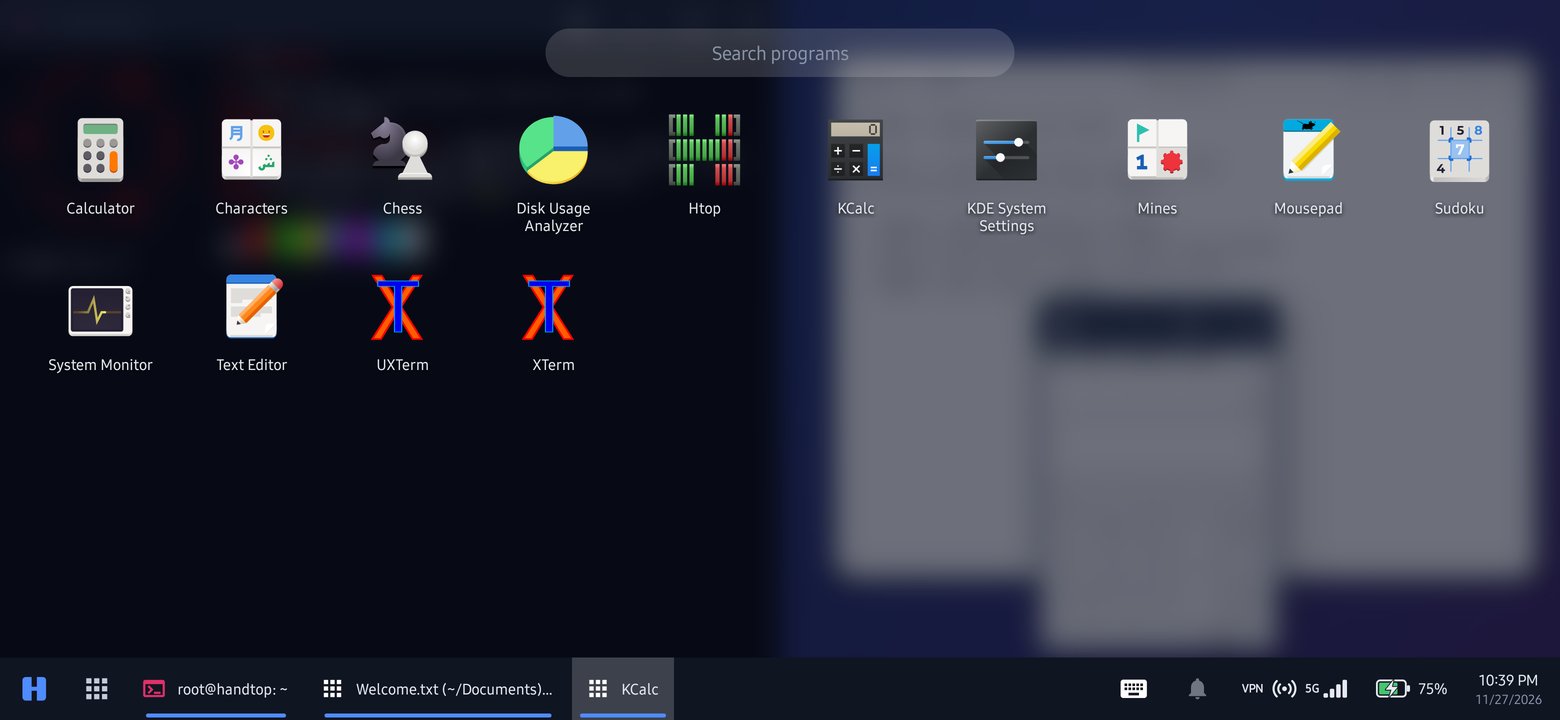 Search programs
Calculator
Characters
Chess
Disk Usage
Analyzer
Htop
KCalc
KDE System
Settings
Mines
Mousepad
Sudoku
System Monitor
Text Editor
UXTerm
XTerm
root@handtop: ~
Welcome.txt (~/Documents)...
KCalc
VPN
5G
75%
10:39 PM
11/27/2026